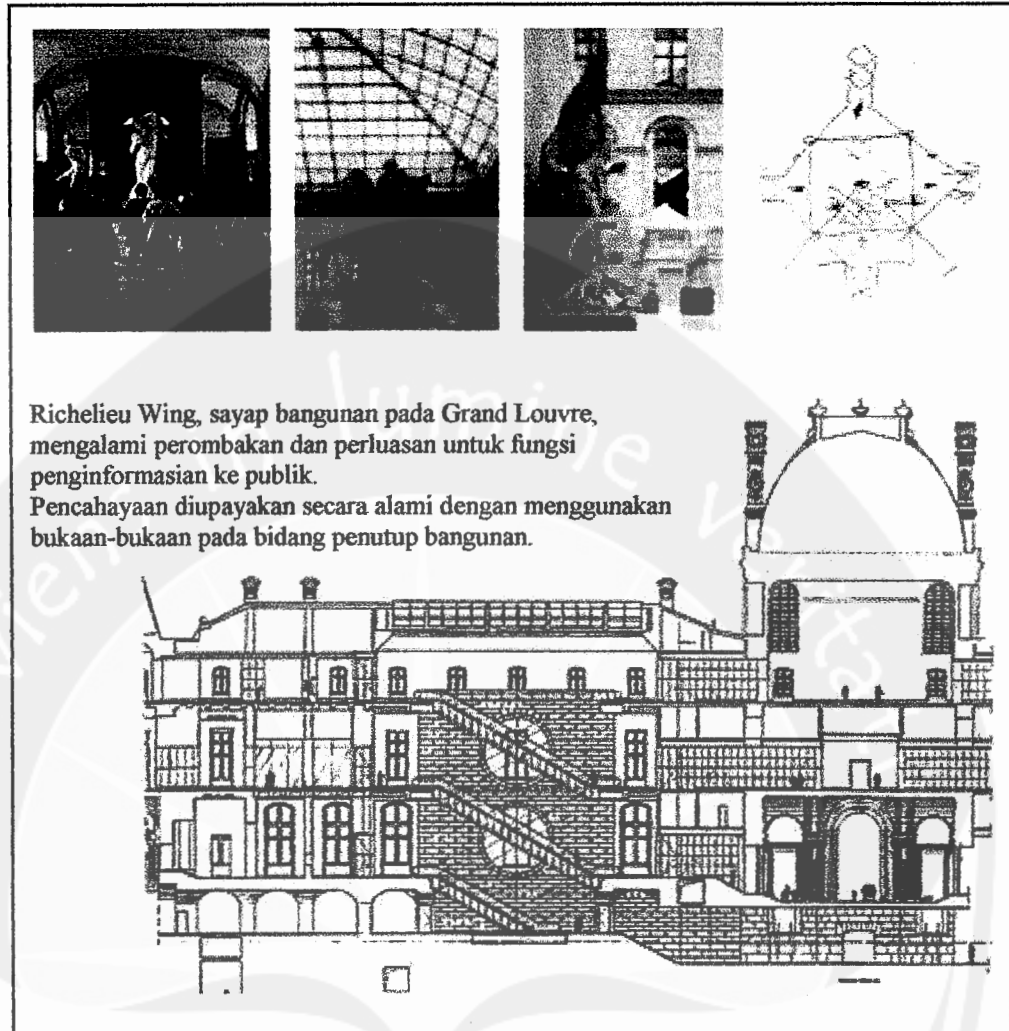 Richelieu Wing, sayap bangunan pada Grand Louvre,
mengalami perombakan dan perluasan untuk fungsi
penginformasian ke publik.
Pencahayaan diupayakan secara alami dengan menggunakan
bukaan-bukaan pada bidang penutup bangunan.
lumine